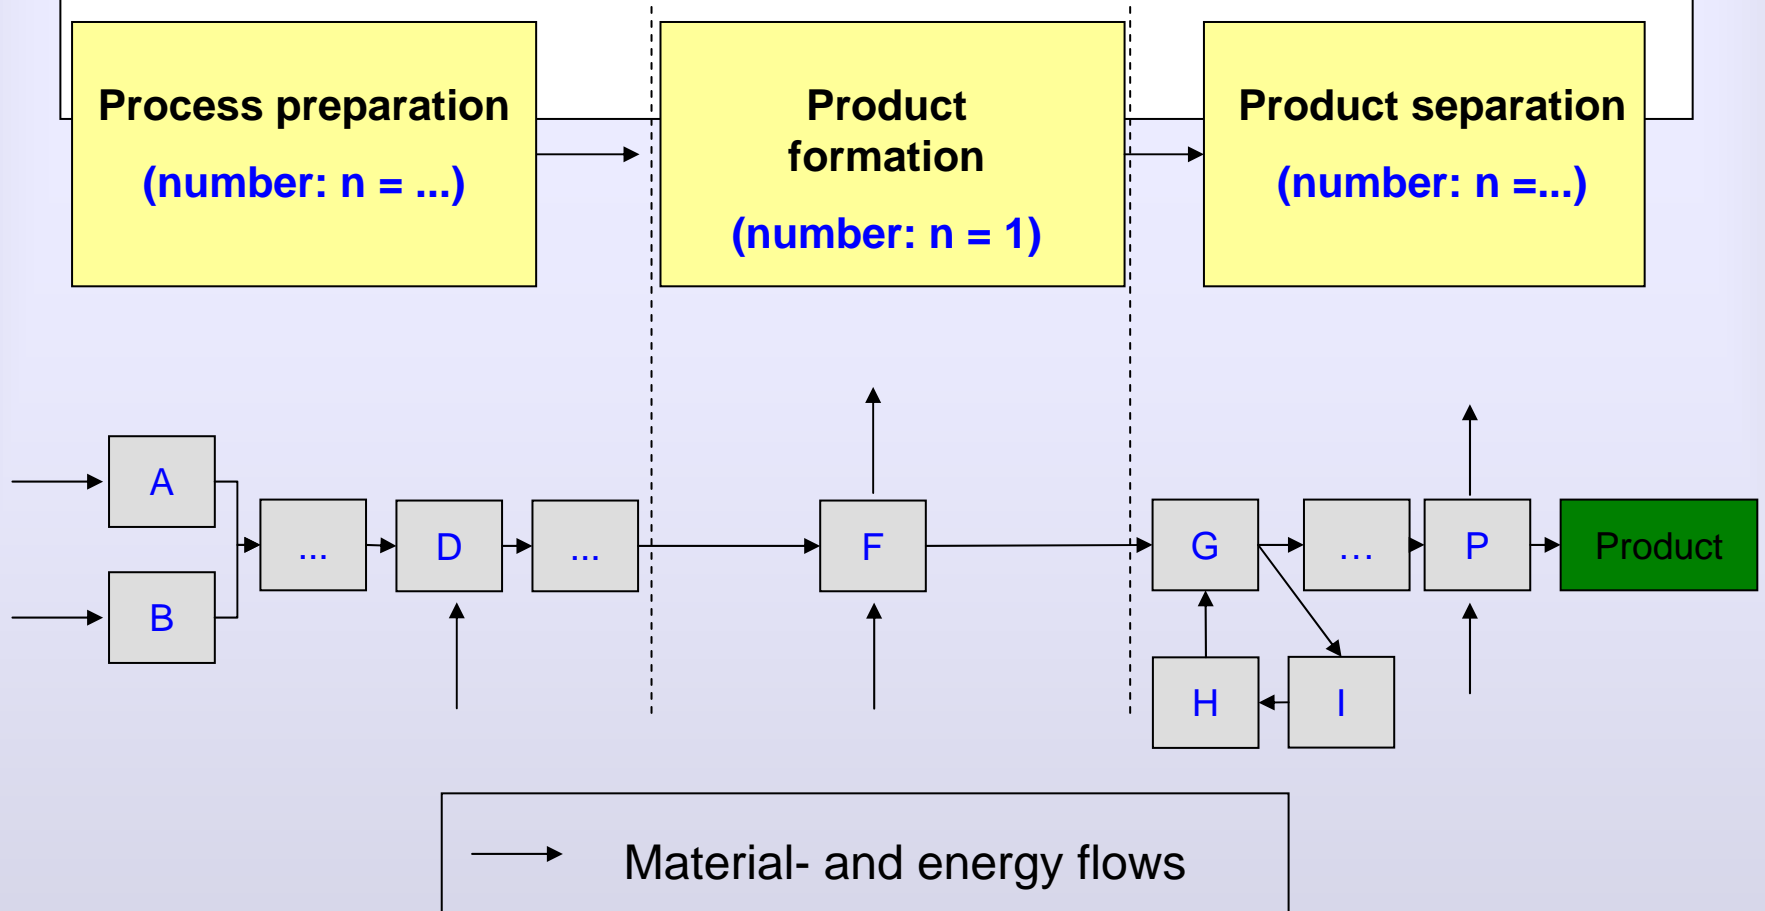 Process preparation
(number: n = ...)
Product
formation
(number: n = 1)
Product separation
(number: n =...)
A
B
...
D
...
F
G
...
P
Product
H
I
Material- and energy flows